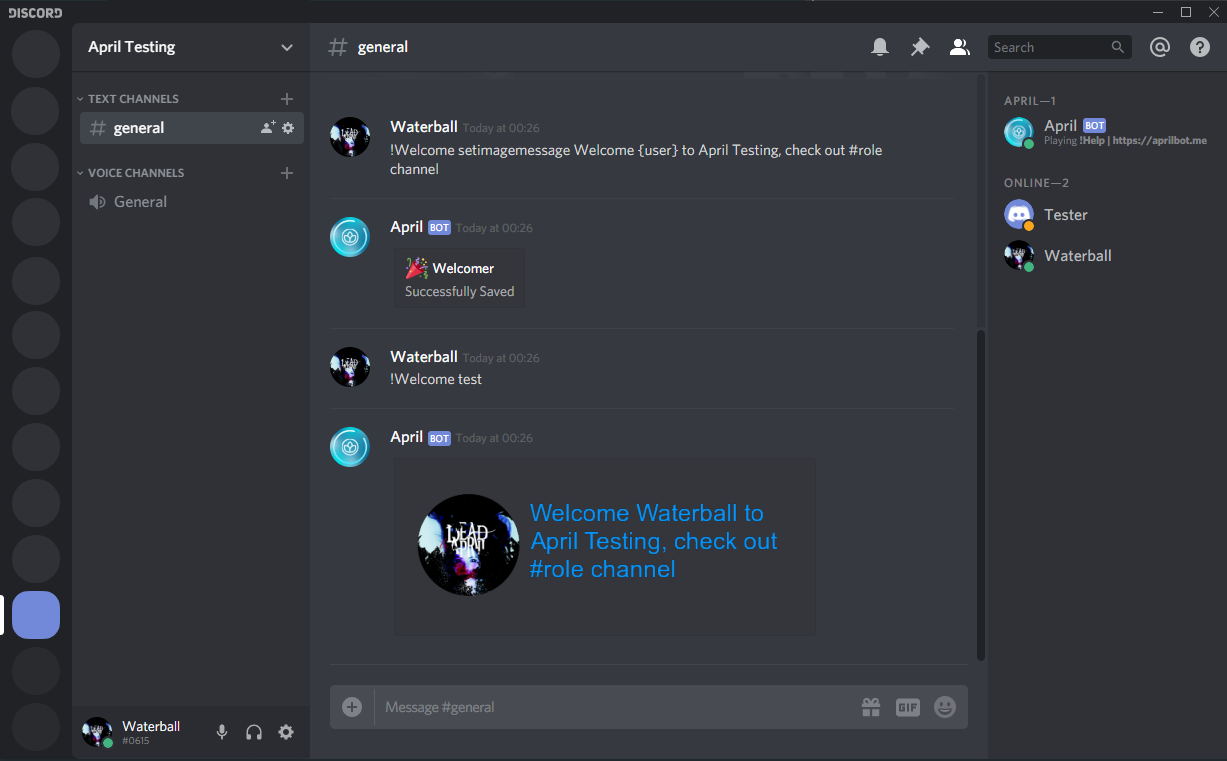 DISCORD
April Testing
TEXT CHANNELS
general
VOICE CHANNELS
General
Waterball
#0615
# general
Search
Waterball Today at 00:26
!Welcome setimagemessage Welcome {user} to April Testing, check out #role
channel
April BOT Today at 00:26
Welcomer
Successfully Saved
Waterball Today at 00:26
!Welcome test
April BOT Today at 00:26
DEAD
APRIL
Welcome Waterball to
April Testing, check out
#role channel
Message #general
GIF
APRIL—1
April BOT
Playing !Help | https://aprilbot.me
ONLINE—2
Tester
Waterball